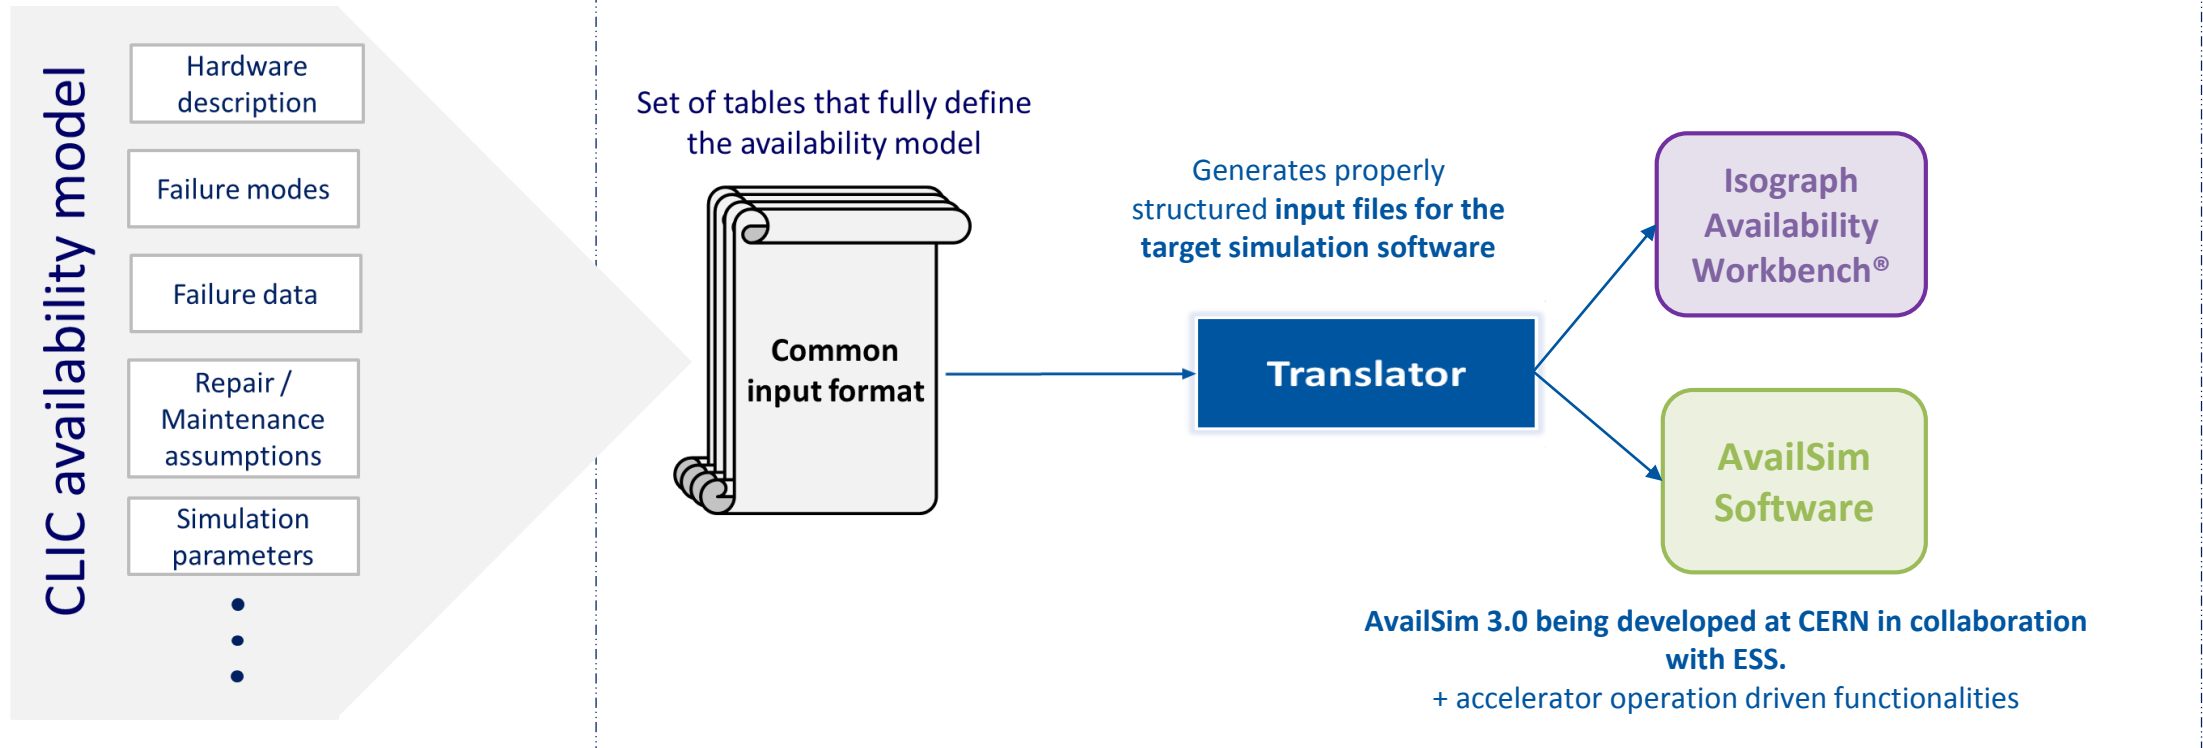 CLIC availability model
Hardware
description
Failure modes
Failure data
Repair /
Maintenance
assumptions
Simulation
parameters
Set of tables that fully define
the availability model
Common
input format
Generates properly
structured input files for the
target simulation software
Translator
Isograph
Availability
Workbench®
AvailSim
Software
AvailSim 3.0 being developed at CERN in collaboration
with ESS.
+ accelerator operation driven functionalities